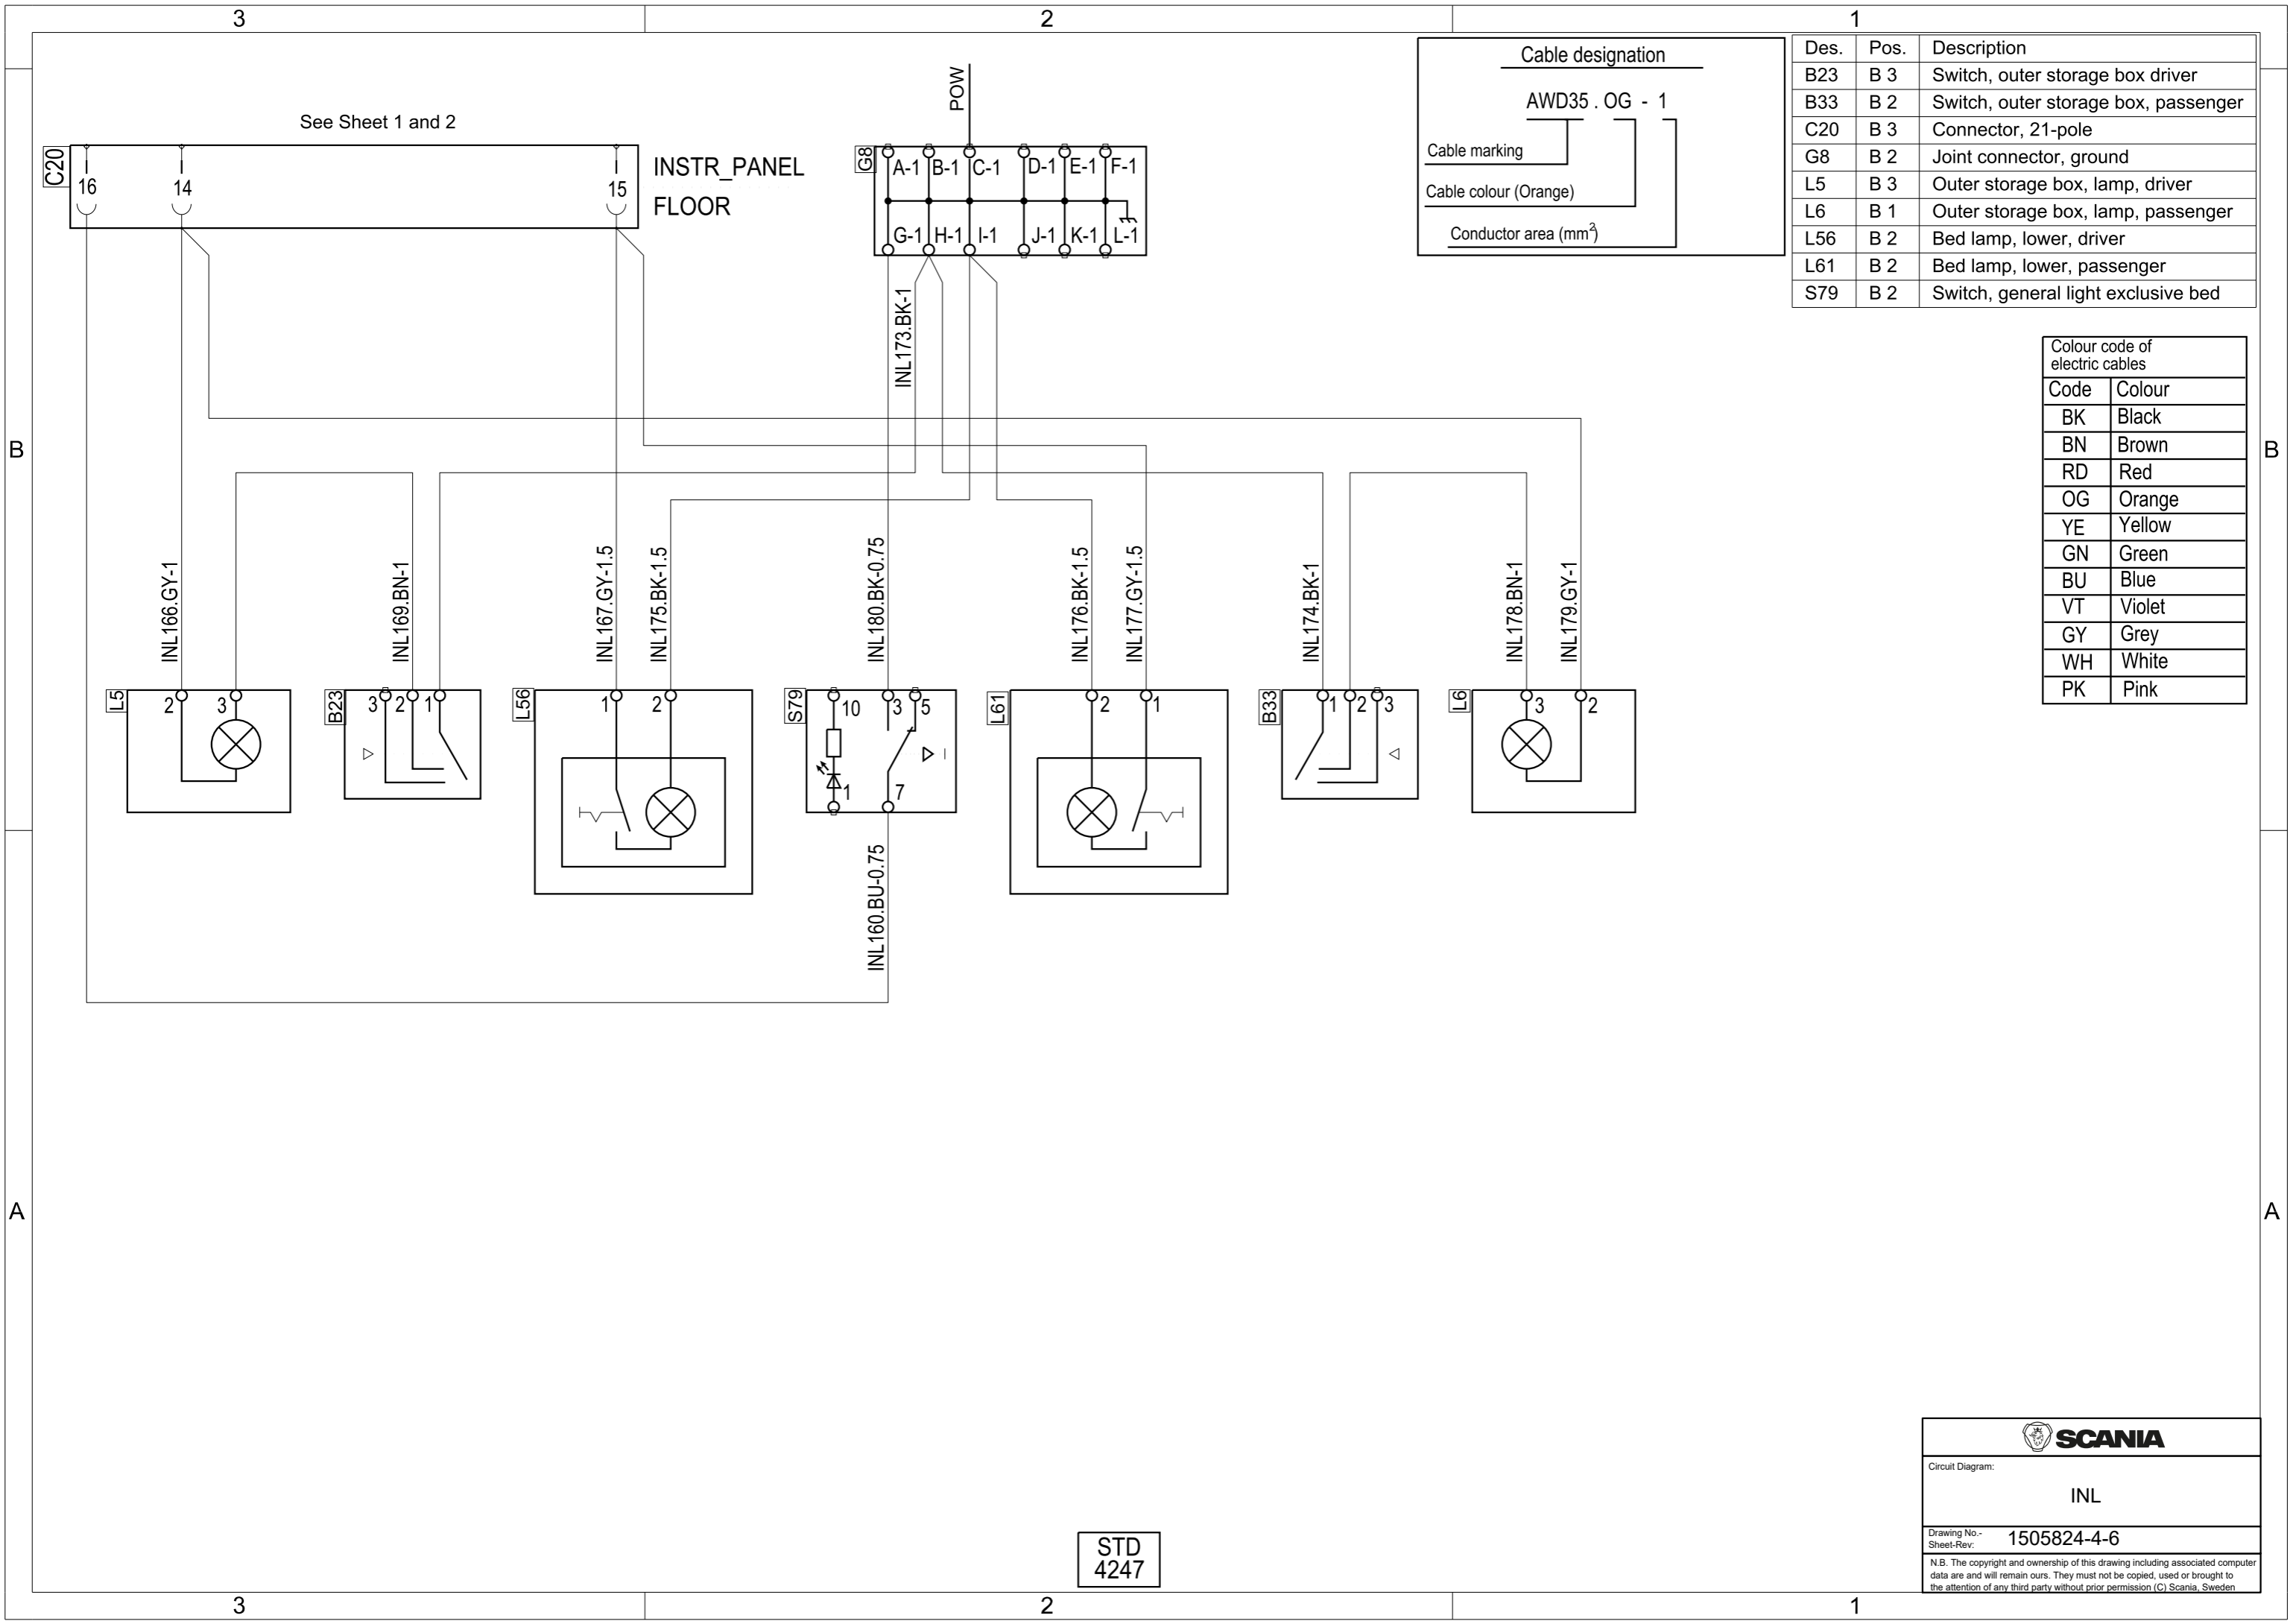 3 2 1
See Sheet 1 and 2
C20
16 14 15
INSTR_PANEL
FLOOR
POW
G8
A-1 B-1 C-1 D-1 E-1 F-1
G-1 H-1 I-1 J-1 K-1 L-1
Cable designation
AWD35 . OG - 1
Cable marking
Cable colour (Orange)
Conductor area (mm²)
Des. Pos. Description
B23 B 3 Switch, outer storage box driver
B33 B 2 Switch, outer storage box, passenger
C20 B 3 Connector, 21-pole
G8 B 2 Joint connector, ground
L5 B 3 Outer storage box, lamp, driver
L6 B 1 Outer storage box, lamp, passenger
L56 B 2 Bed lamp, lower, driver
L61 B 2 Bed lamp, lower, passenger
S79 B 2 Switch, general light exclusive bed
Colour code of
electric cables
Code Colour
BK Black
BN Brown
RD Red
OG Orange
YE Yellow
GN Green
BU Blue
VT Violet
GY Grey
WH White
PK Pink
B B
INL173.BK-1
INL166.GY-1
INL169.BN-1
INL167.GY-1.5
INL175.BK-1.5
INL180.BK-0.75
INL176.BK-1.5
INL177.GY-1.5
INL174.BK-1
INL178.BN-1
INL179.GY-1
L5
2 3
B23
3 2 1
L56
1 2
S79
10 3 5
1 7
L61
2 1
B33
1 2 3
L6
3 2
INL160.BU-0.75
A A
STD
4247
SCANIA
Circuit Diagram:
INL
Drawing No.-
Sheet-Rev: 1505824-4-6
N.B. The copyright and ownership of this drawing including associated computer
data are and will remain ours. They must not be copied, used or brought to
the attention of any third party without prior permission (C) Scania, Sweden
3 2 1